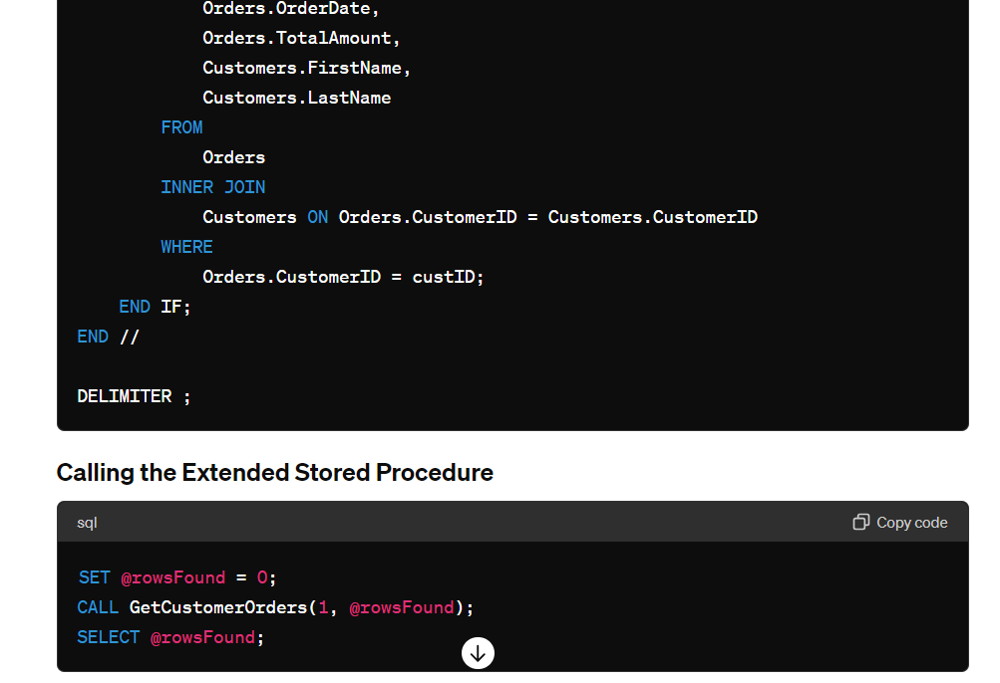 Orders.OrderDate,
Orders.TotalAmount,
Customers.FirstName,
Customers.LastName
FROM
Orders
INNER JOIN
Customers ON Orders.CustomerID = Customers.CustomerID
WHERE
Orders.CustomerID = custID;
END IF;
END //
DELIMITER ;
Calling the Extended Stored Procedure
sql Copy code
SET @rowsFound = 0;
CALL GetCustomerOrders(1, @rowsFound);
SELECT @rowsFound;